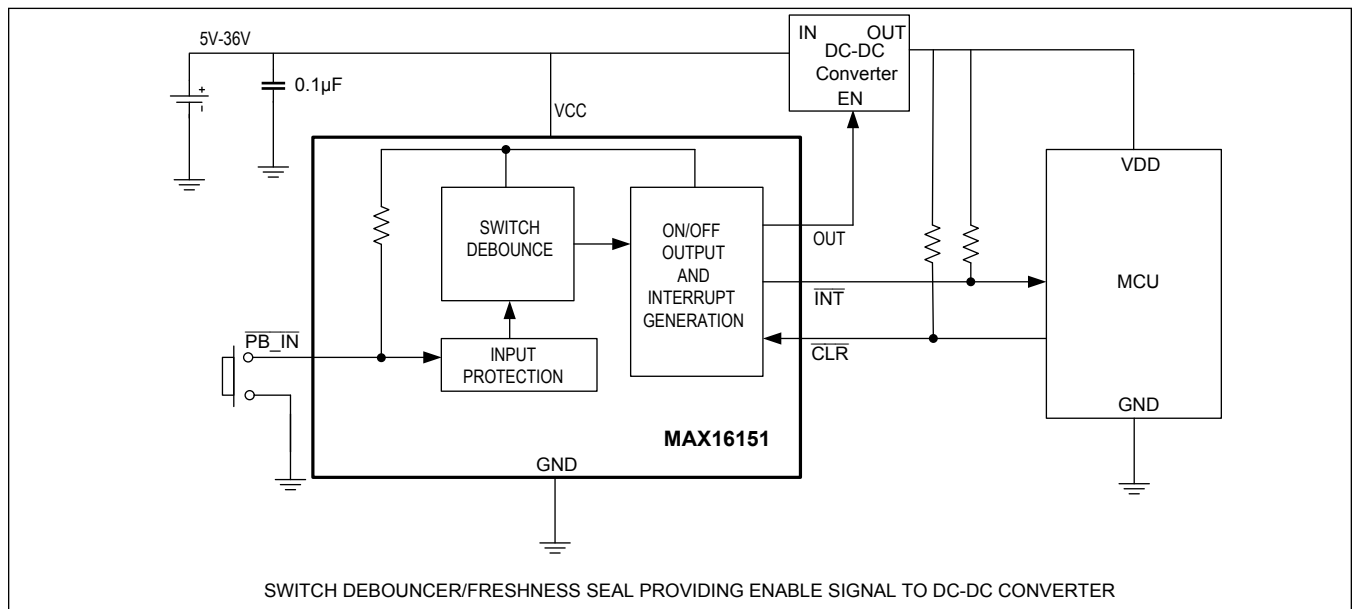 5V-36V
+
-
0.1µF
IN OUT
DC-DC
Converter
EN
VCC
SWITCH
DEBOUNCE
ON/OFF
OUTPUT
AND
INTERRUPT
GENERATION
OUT
INT
CLR
VDD
MCU
GND
PB_IN
INPUT
PROTECTION
MAX16151
GND
SWITCH DEBOUNCER/FRESHNESS SEAL PROVIDING ENABLE SIGNAL TO DC-DC CONVERTER